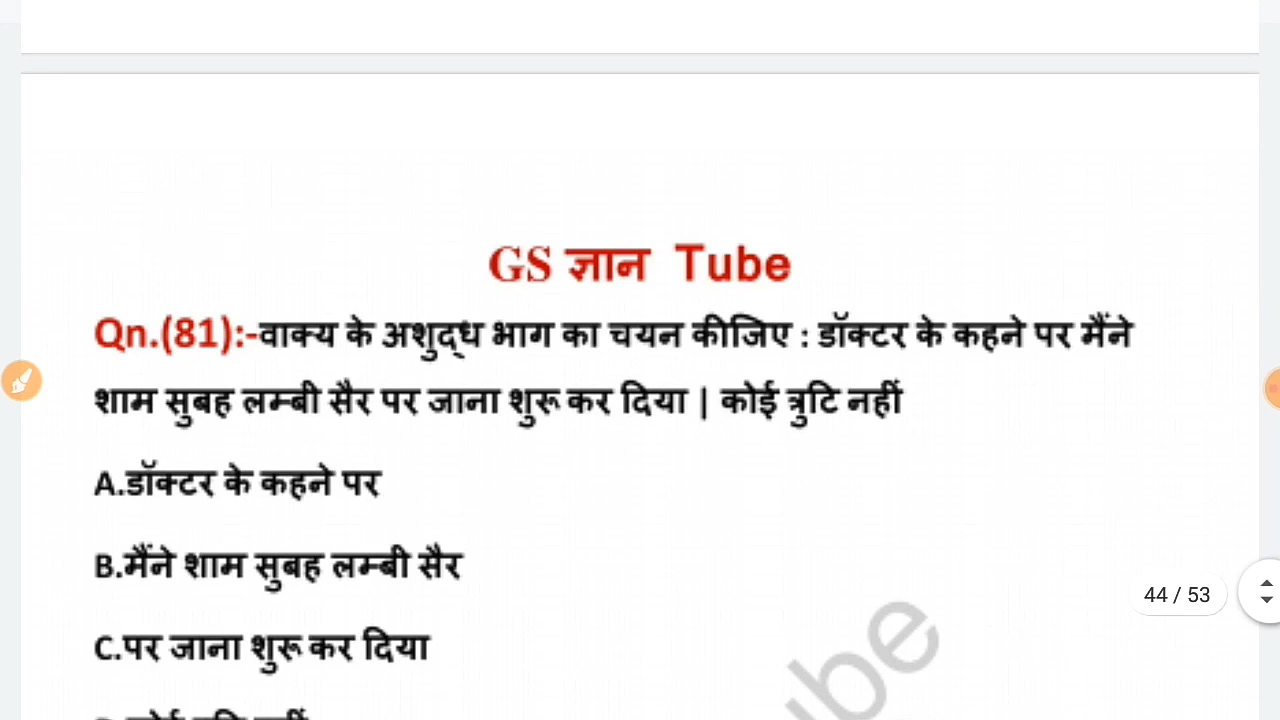 GS ज्ञान Tube
Qn.(81):-वाक्य के अशुद्ध भाग का चयन कीजिए : डॉक्टर के कहने पर मैंने
शाम सुबह लम्बी सैर पर जाना शुरू कर दिया | कोई त्रुटि नहीं
A.डॉक्टर के कहने पर
B.मैंने शाम सुबह लम्बी सैर
C.पर जाना शुरू कर दिया
44 / 53